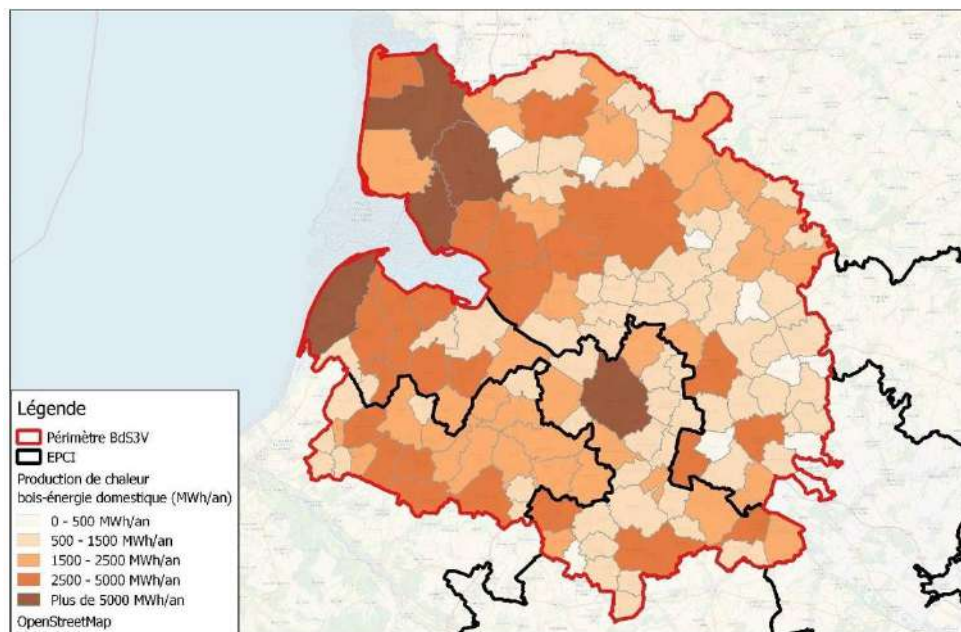 Légende
Périmètre BdS3V
EPCI
Production de chaleur
bois-énergie domestique (MWh/an)
0 - 500 MWh/an
500 - 1500 MWh/an
1500 - 2500 MWh/an
2500 - 5000 MWh/an
Plus de 5000 MWh/an
OpenStreetMap